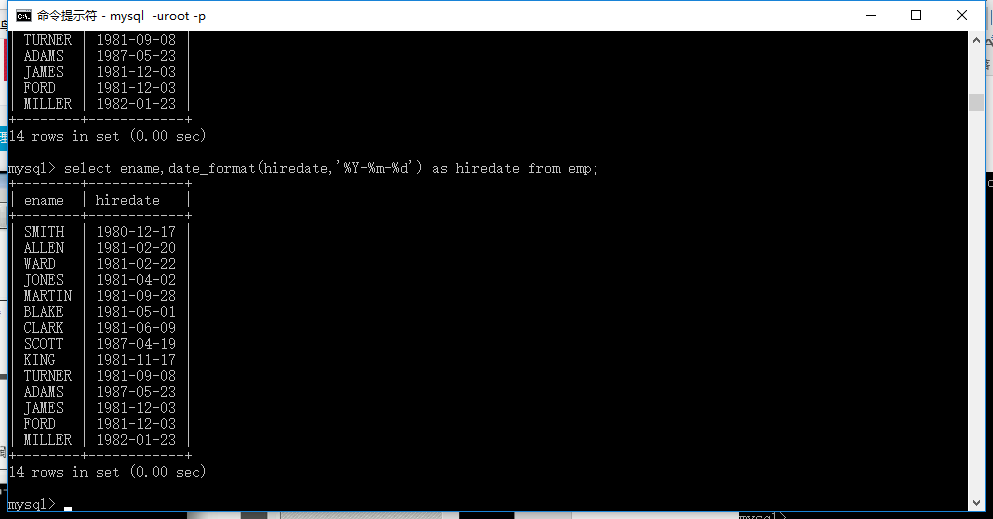 命令提示符 - mysql -uroot -p
| TURNER | 1981-09-08 |
| ADAMS | 1987-05-23 |
| JAMES | 1981-12-03 |
| FORD | 1981-12-03 |
| MILLER | 1982-01-23 |
+--------+------------+
14 rows in set (0.00 sec)
mysql> select ename,date_format(hiredate,'%Y-%m-%d') as hiredate from emp;
+--------+------------+
| ename | hiredate |
+--------+------------+
| SMITH | 1980-12-17 |
| ALLEN | 1981-02-20 |
| WARD | 1981-02-22 |
| JONES | 1981-04-02 |
| MARTIN | 1981-09-28 |
| BLAKE | 1981-05-01 |
| CLARK | 1981-06-09 |
| SCOTT | 1987-04-19 |
| KING | 1981-11-17 |
| TURNER | 1981-09-08 |
| ADAMS | 1987-05-23 |
| JAMES | 1981-12-03 |
| FORD | 1981-12-03 |
| MILLER | 1982-01-23 |
+--------+------------+
14 rows in set (0.00 sec)
mysql>
mysql>